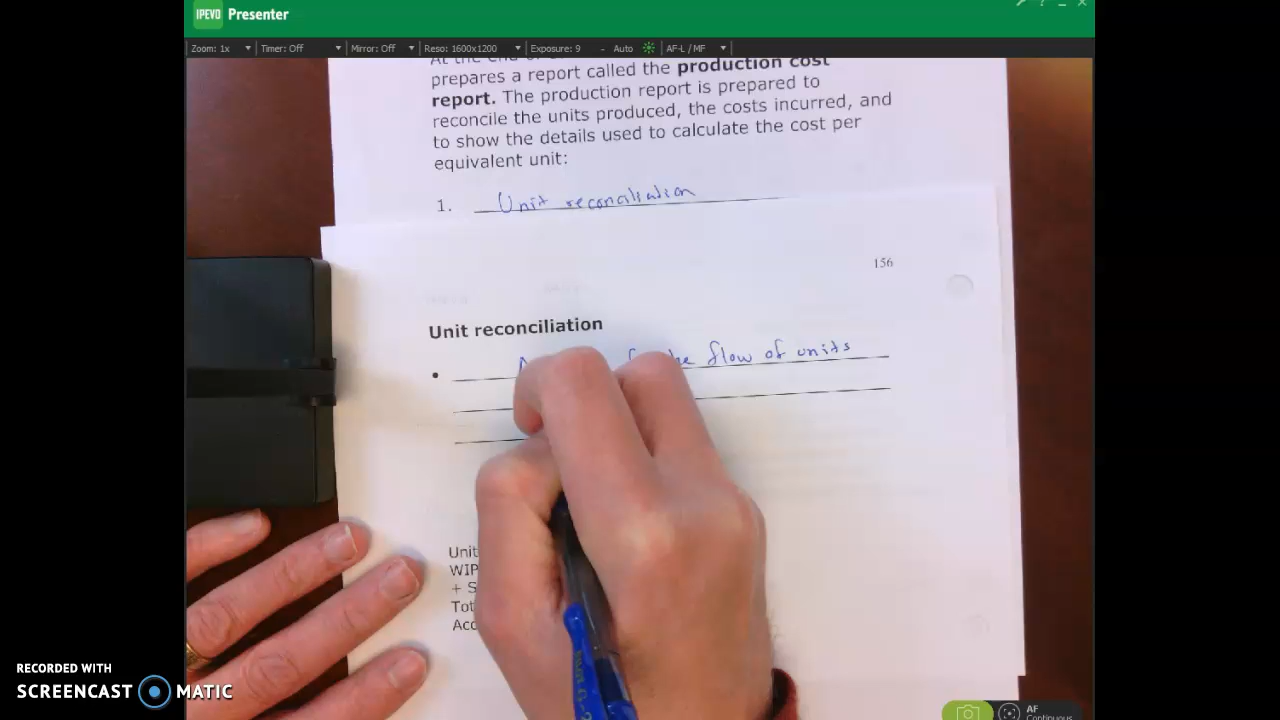 IPEVO Presenter
Zoom: 1x Timer: Off Mirror: Off Reso: 1600x1200 Exposure: 9 - Auto AF-L / MF
prepares a report called the production cost
report. The production report is prepared to
reconcile the units produced, the costs incurred, and
to show the details used to calculate the cost per
equivalent unit:
1. Unit reconciliation
156
Unit reconciliation
flow of units
Unit
WIP
+ S
Tot
Acc
RECORDED WITH
SCREENCAST MATIC
AF
Continuous